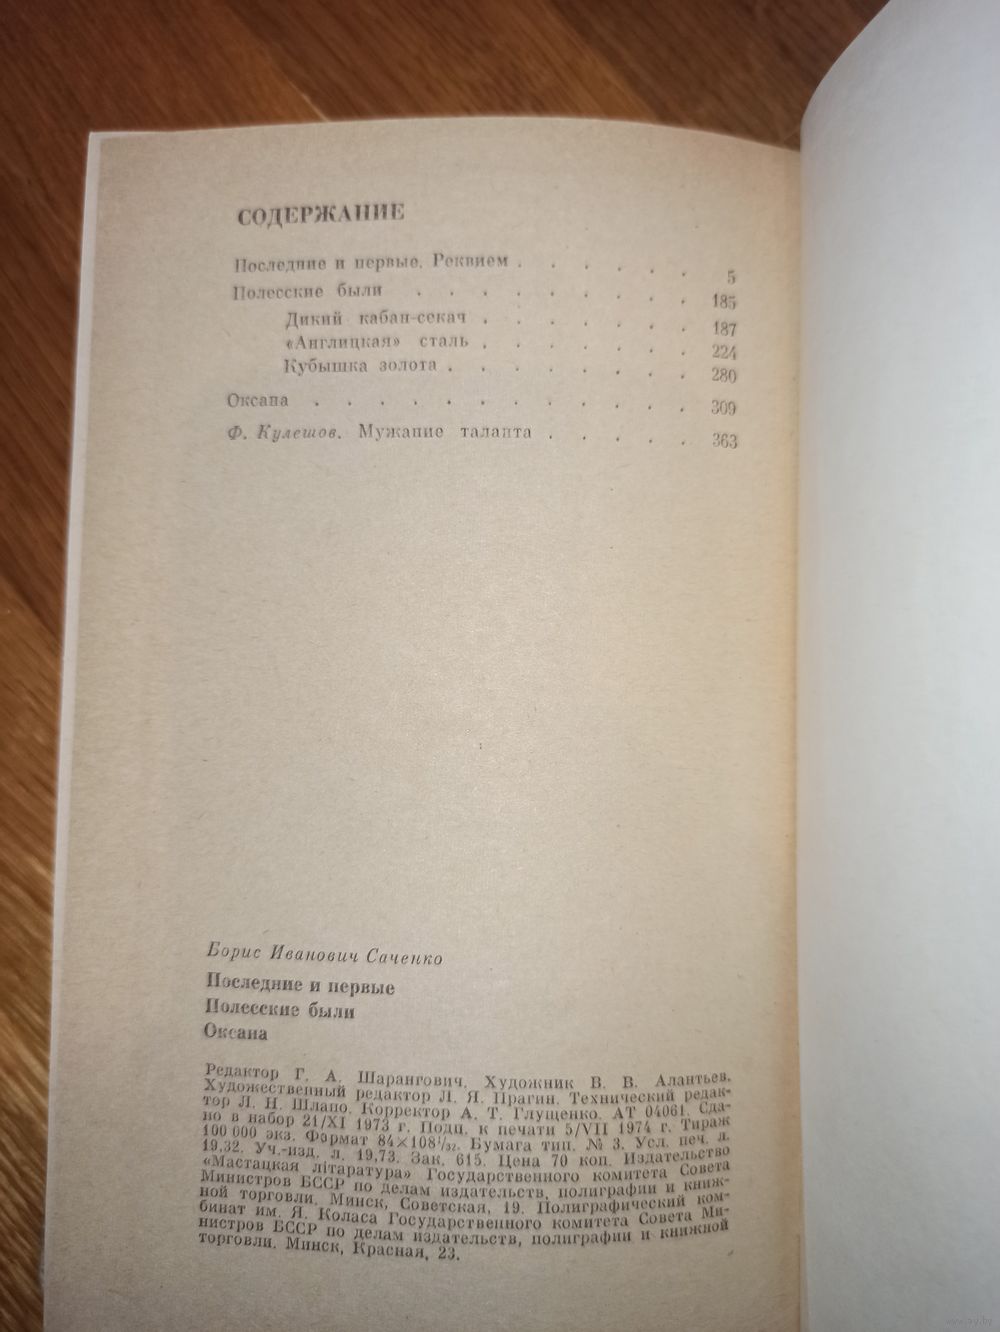 СОДЕРЖАНИЕ
Последние и первые. Реквием . . . . . . 5
Полесские были . . . . . . . . . 185
Дикий кабан-секач . . . . . . . 187
«Англицкая» сталь . . . . . . . 224
Кубышка золота . . . . . . . . 280
Оксана . . . . . . . . . . . . 309
Ф. Кулешов. Мужание таланта . . . . . 363
Борис Иванович Саченко
Последние и первые
Полесские были
Оксана
Редактор Г. А. Шарангович. Художник В. В. Алантьев.
Художественный редактор Л. Я. Прагин. Технический редак-
тор Л. Н. Шлапо. Корректор А. Т. Глущенко. АТ 04061. Сда-
но в набор 21/XI 1973 г. Подп. к печати 5/VII 1974 г. Тираж
100 000 экз. Формат 84×108¹/₃₂. Бумага тип. № 3. Усл. печ. л.
19,32. Уч.-изд. л. 19,73. Зак. 615. Цена 70 коп. Издательство
«Мастацкая літаратура» Государственного комитета Совета
Министров БССР по делам издательств, полиграфии и книж-
ной торговли. Минск, Советская, 19. Полиграфический ком-
бинат им. Я. Коласа Государственного комитета Совета Ми-
нистров БССР по делам издательств, полиграфии и книжной
торговли. Минск, Красная, 23.
www.ay.by